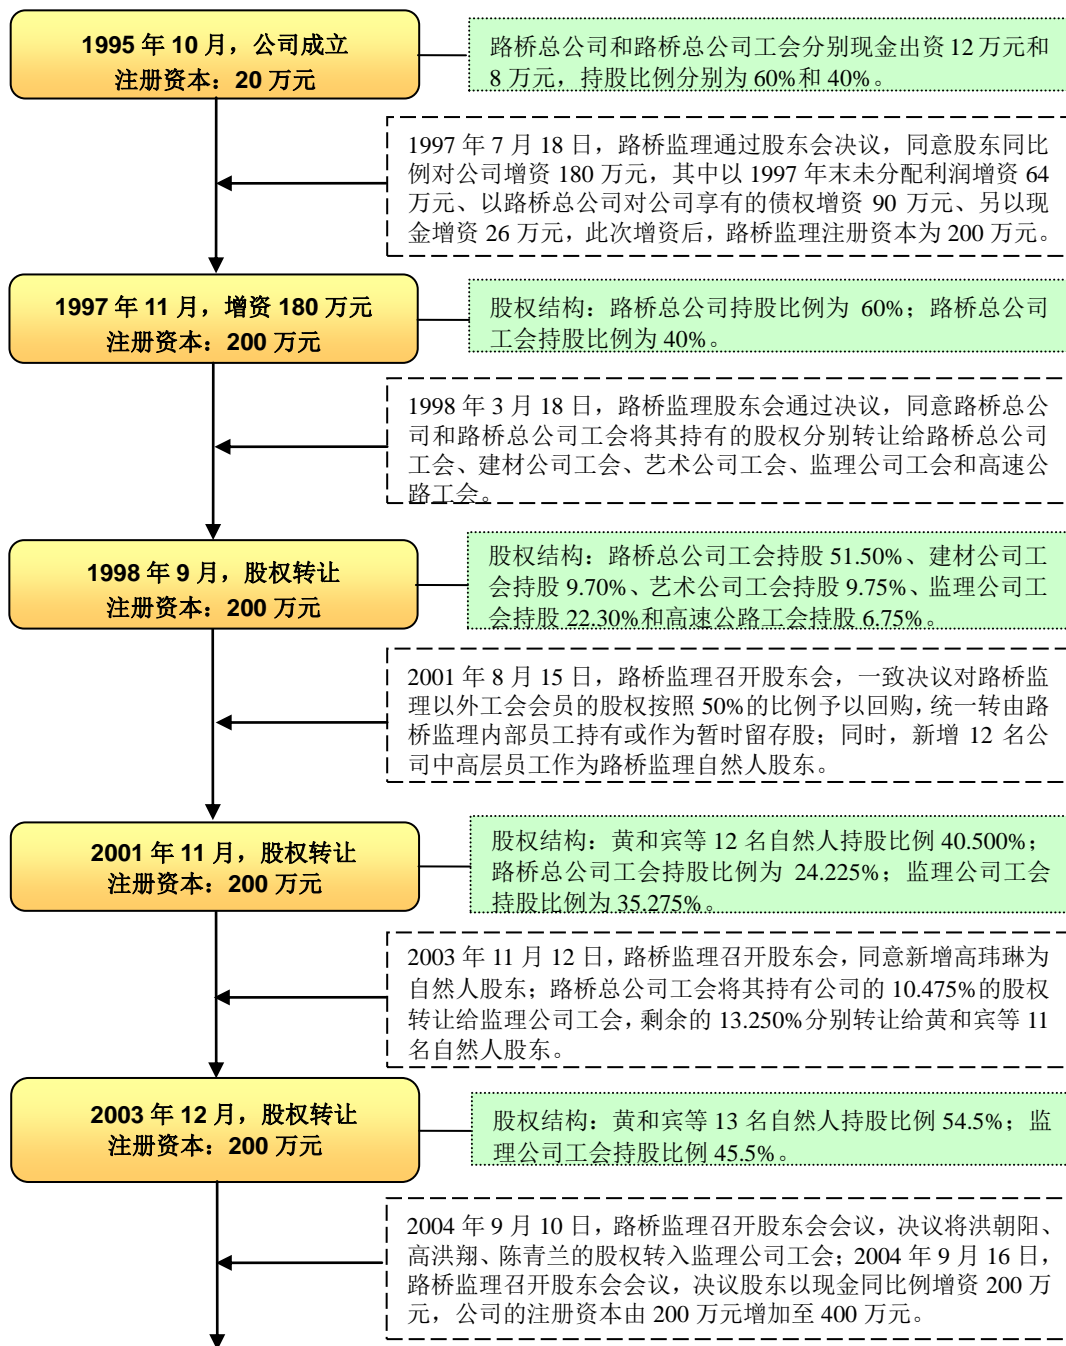 1995 年 10 月，公司成立
注册资本：20 万元
路桥总公司和路桥总公司工会分别现金出资 12 万元和
8 万元，持股比例分别为 60%和 40%。
1997 年 7 月 18 日，路桥监理通过股东会决议，同意股东同比
例对公司增资 180 万元，其中以 1997 年末未分配利润增资 64
万元、以路桥总公司对公司享有的债权增资 90 万元、另以现
金增资 26 万元，此次增资后，路桥监理注册资本为 200 万元。
1997 年 11 月，增资 180 万元
注册资本：200 万元
股权结构：路桥总公司持股比例为 60%；路桥总公司
工会持股比例为 40%。
1998 年 3 月 18 日，路桥监理股东会通过决议，同意路桥总公
司和路桥总公司工会将其持有的股权分别转让给路桥总公司
工会、建材公司工会、艺术公司工会、监理公司工会和高速公
路工会。
1998 年 9 月，股权转让
注册资本：200 万元
股权结构：路桥总公司工会持股 51.50%、建材公司工
会持股 9.70%、艺术公司工会持股 9.75%、监理公司工
会持股 22.30%和高速公路工会持股 6.75%。
2001 年 8 月 15 日，路桥监理召开股东会，一致决议对路桥监
理以外工会会员的股权按照 50%的比例予以回购，统一转由路
桥监理内部员工持有或作为暂时留存股；同时，新增 12 名公
司中高层员工作为路桥监理自然人股东。
2001 年 11 月，股权转让
注册资本：200 万元
股权结构：黄和宾等 12 名自然人持股比例 40.500%；
路桥总公司工会持股比例为 24.225%；监理公司工会
持股比例为 35.275%。
2003 年 11 月 12 日，路桥监理召开股东会，同意新增高玮琳为
自然人股东；路桥总公司工会将其持有公司的 10.475%的股权
转让给监理公司工会，剩余的 13.250%分别转让给黄和宾等 11
名自然人股东。
2003 年 12 月，股权转让
注册资本：200 万元
股权结构：黄和宾等 13 名自然人持股比例 54.5%；监
理公司工会持股比例 45.5%。
2004 年 9 月 10 日，路桥监理召开股东会会议，决议将洪朝阳、
高洪翔、陈青兰的股权转入监理公司工会；2004 年 9 月 16 日，
路桥监理召开股东会会议，决议股东以现金同比例增资 200 万
元，公司的注册资本由 200 万元增加至 400 万元。